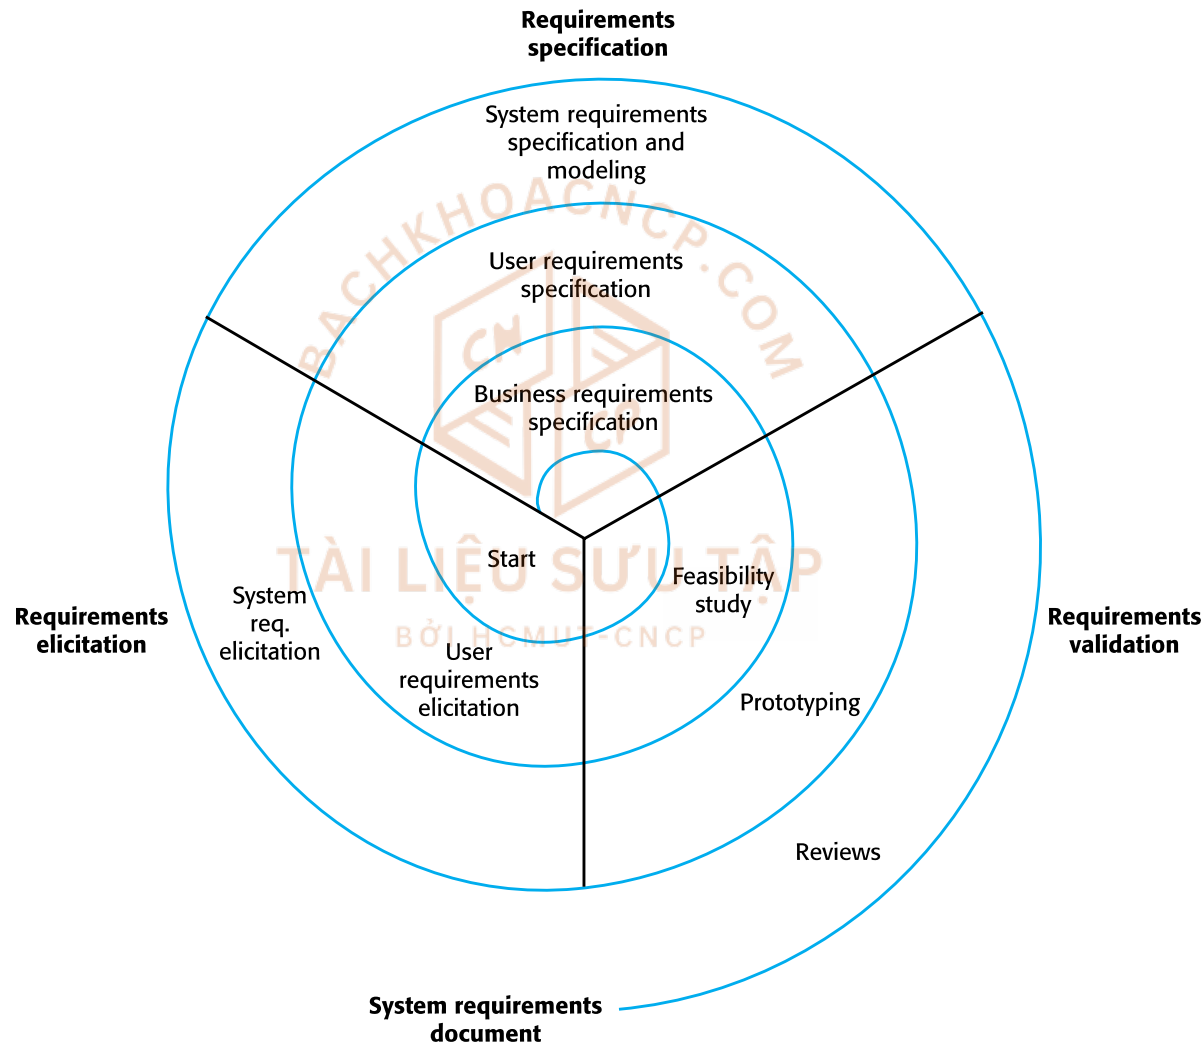 Requirements
specification
System requirements
specification and
modeling
BACHKHOACNCP.COM
User requirements
specification
CN
CP
Business requirements
specification
Start
TÀI LIỆU SƯU TẬP
Feasibility
study
System
req.
elicitation
Requirements
elicitation
Requirements
validation
BỞI HCMUT-CNCP
User
requirements
elicitation
Prototyping
Reviews
System requirements
document